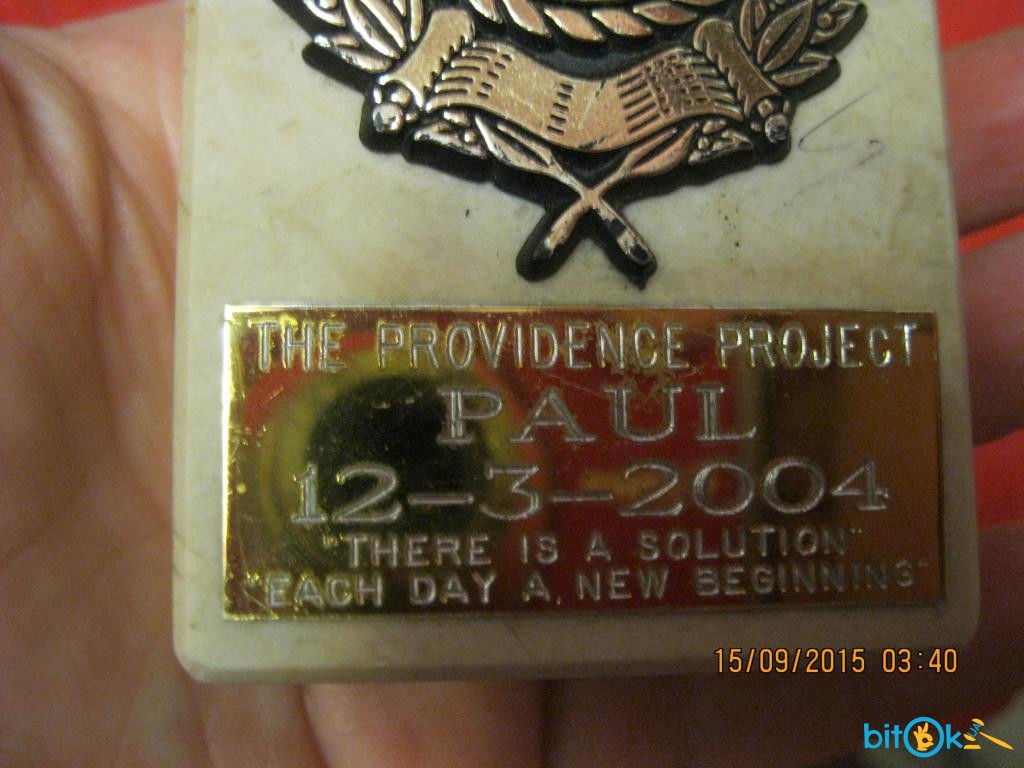 THE PROVIDENCE PROJECT
PAUL
12-3-2004
"THERE IS A SOLUTION"
"EACH DAY A NEW BEGINNING"
15/09/2015 03:40
bitOk UA